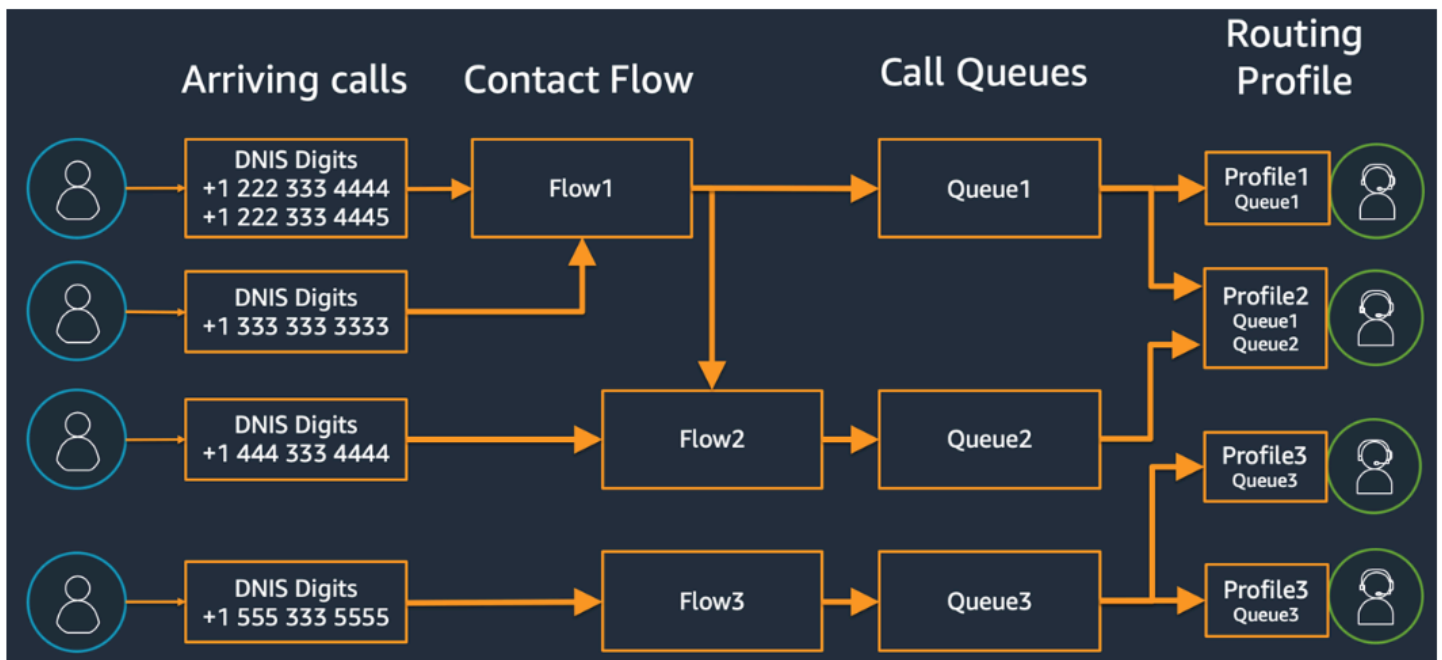 Arriving calls
Contact Flow
Call Queues
Routing
Profile
DNIS Digits
+1 222 333 4444
+1 222 333 4445
Flow1
Queue1
Profile1
Queue1
DNIS Digits
+1 333 333 3333
Profile2
Queue1
Queue2
DNIS Digits
+1 444 333 4444
Flow2
Queue2
Profile3
Queue3
DNIS Digits
+1 555 333 5555
Flow3
Queue3
Profile3
Queue3